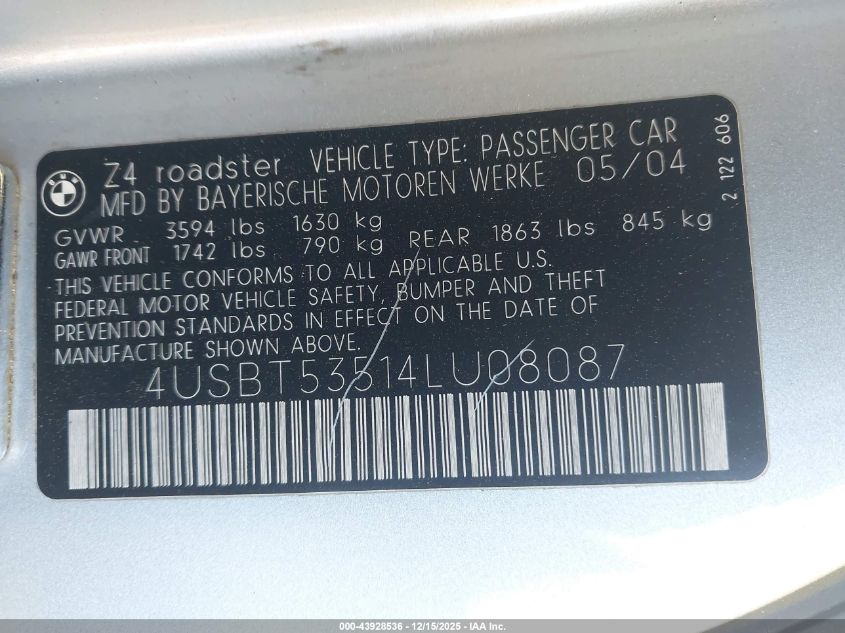 BMW
Z4 roadster VEHICLE TYPE: PASSENGER CAR
MFD BY BAYERISCHE MOTOREN WERKE 05/04
GVWR 3594 lbs 1630 kg
GAWR FRONT 1742 lbs 790 kg REAR 1863 lbs 845 kg
THIS VEHICLE CONFORMS TO ALL APPLICABLE U.S.
FEDERAL MOTOR VEHICLE SAFETY, BUMPER AND THEFT
PREVENTION STANDARDS IN EFFECT ON THE DATE OF
MANUFACTURE SHOWN ABOVE.
4USBT53514LU08087
2 122 606
000-43928536 - 12/15/2025 - IAA Inc.